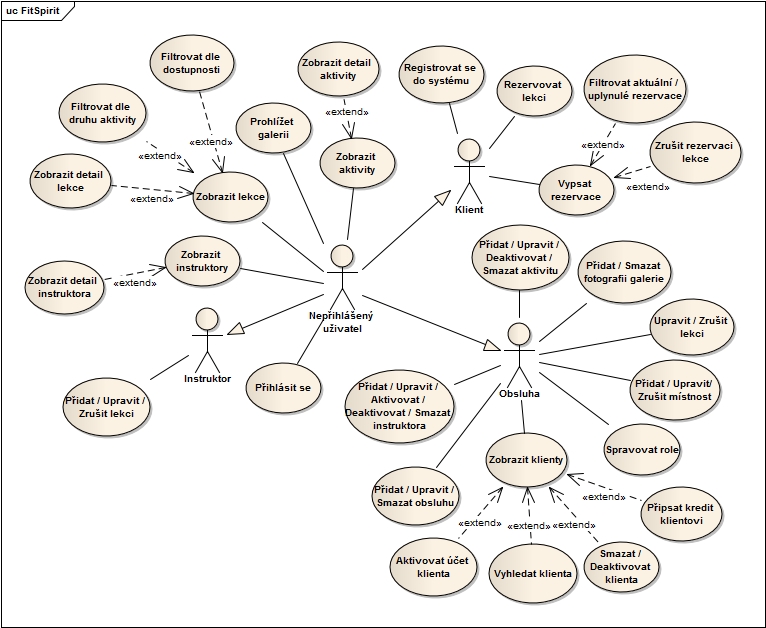 uc FitSpirit
Filtrovat dle
dostupnosti
Zobrazit detail
aktivity
Registrovat se
do systému
Rezervovat
lekci
Filtrovat aktuální /
uplynulé rezervace
Filtrovat dle
druhu aktivity
Prohlížet
galerii
«extend»
«extend»
«extend»
«extend»
Zrušit rezervaci
lekce
Zobrazit
aktivity
Zobrazit detail
lekce
«extend»
Zobrazit lekce
Vypsat
rezervace
«extend»
Klient
Zobrazit
instruktory
Přidat / Upravit /
Deaktivovat /
Smazat aktivitu
Přidat / Smazat
fotografii galerie
Zobrazit detail
instruktora
«extend»
Nepřihlášený
uživatel
Upravit / Zrušit
lekci
Instruktor
Přihlásit se
Obsluha
Přidat / Upravit /
Zrušit lekci
Přidat / Upravit /
Aktivovat /
Deaktivovat / Smazat
instruktora
Přidat / Upravit/
Zrušit místnost
Spravovat role
Zobrazit klienty
Přidat / Upravit /
Smazat obsluhu
«extend»
Připsat kredit
klientovi
«extend»
«extend»
«extend»
Aktivovat účet
klienta
Vyhledat klienta
Smazat /
Deaktivovat
klienta